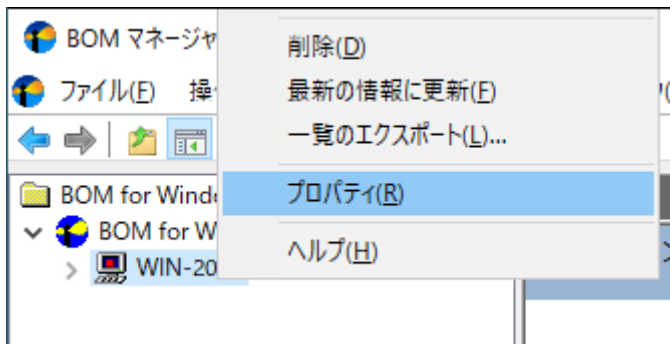 BOM マネージャ
ファイル(F) 操
削除(D)
最新の情報に更新(F)
一覧のエクスポート(L)...
プロパティ(R)
ヘルプ(H)
BOM for Wind
BOM for W
WIN-20